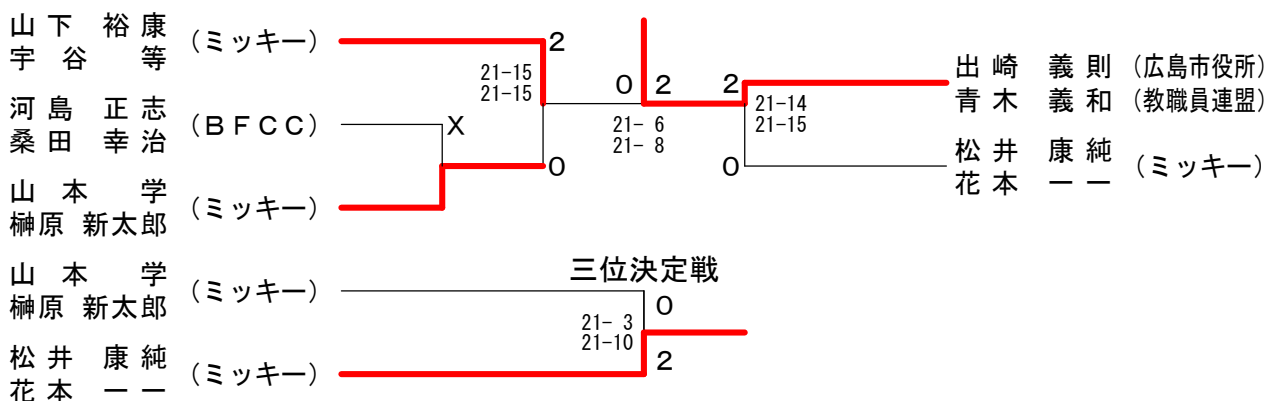 山下 裕康
宇谷 等
(ミッキー)
河島 正志
桑田 幸治
(BFCC)
山本 学
榊原 新太郎
(ミッキー)
2
21-15
21-15
X
0
0
2
21- 6
21- 8
2
21-14
21-15
0
出崎 義則 (広島市役所)
青木 義和 (教職員連盟)
松井 康純
花本 一一
(ミッキー)
三位決定戦
山本 学
榊原 新太郎
(ミッキー)
松井 康純
花本 一一
(ミッキー)
0
21- 3
21-10
2